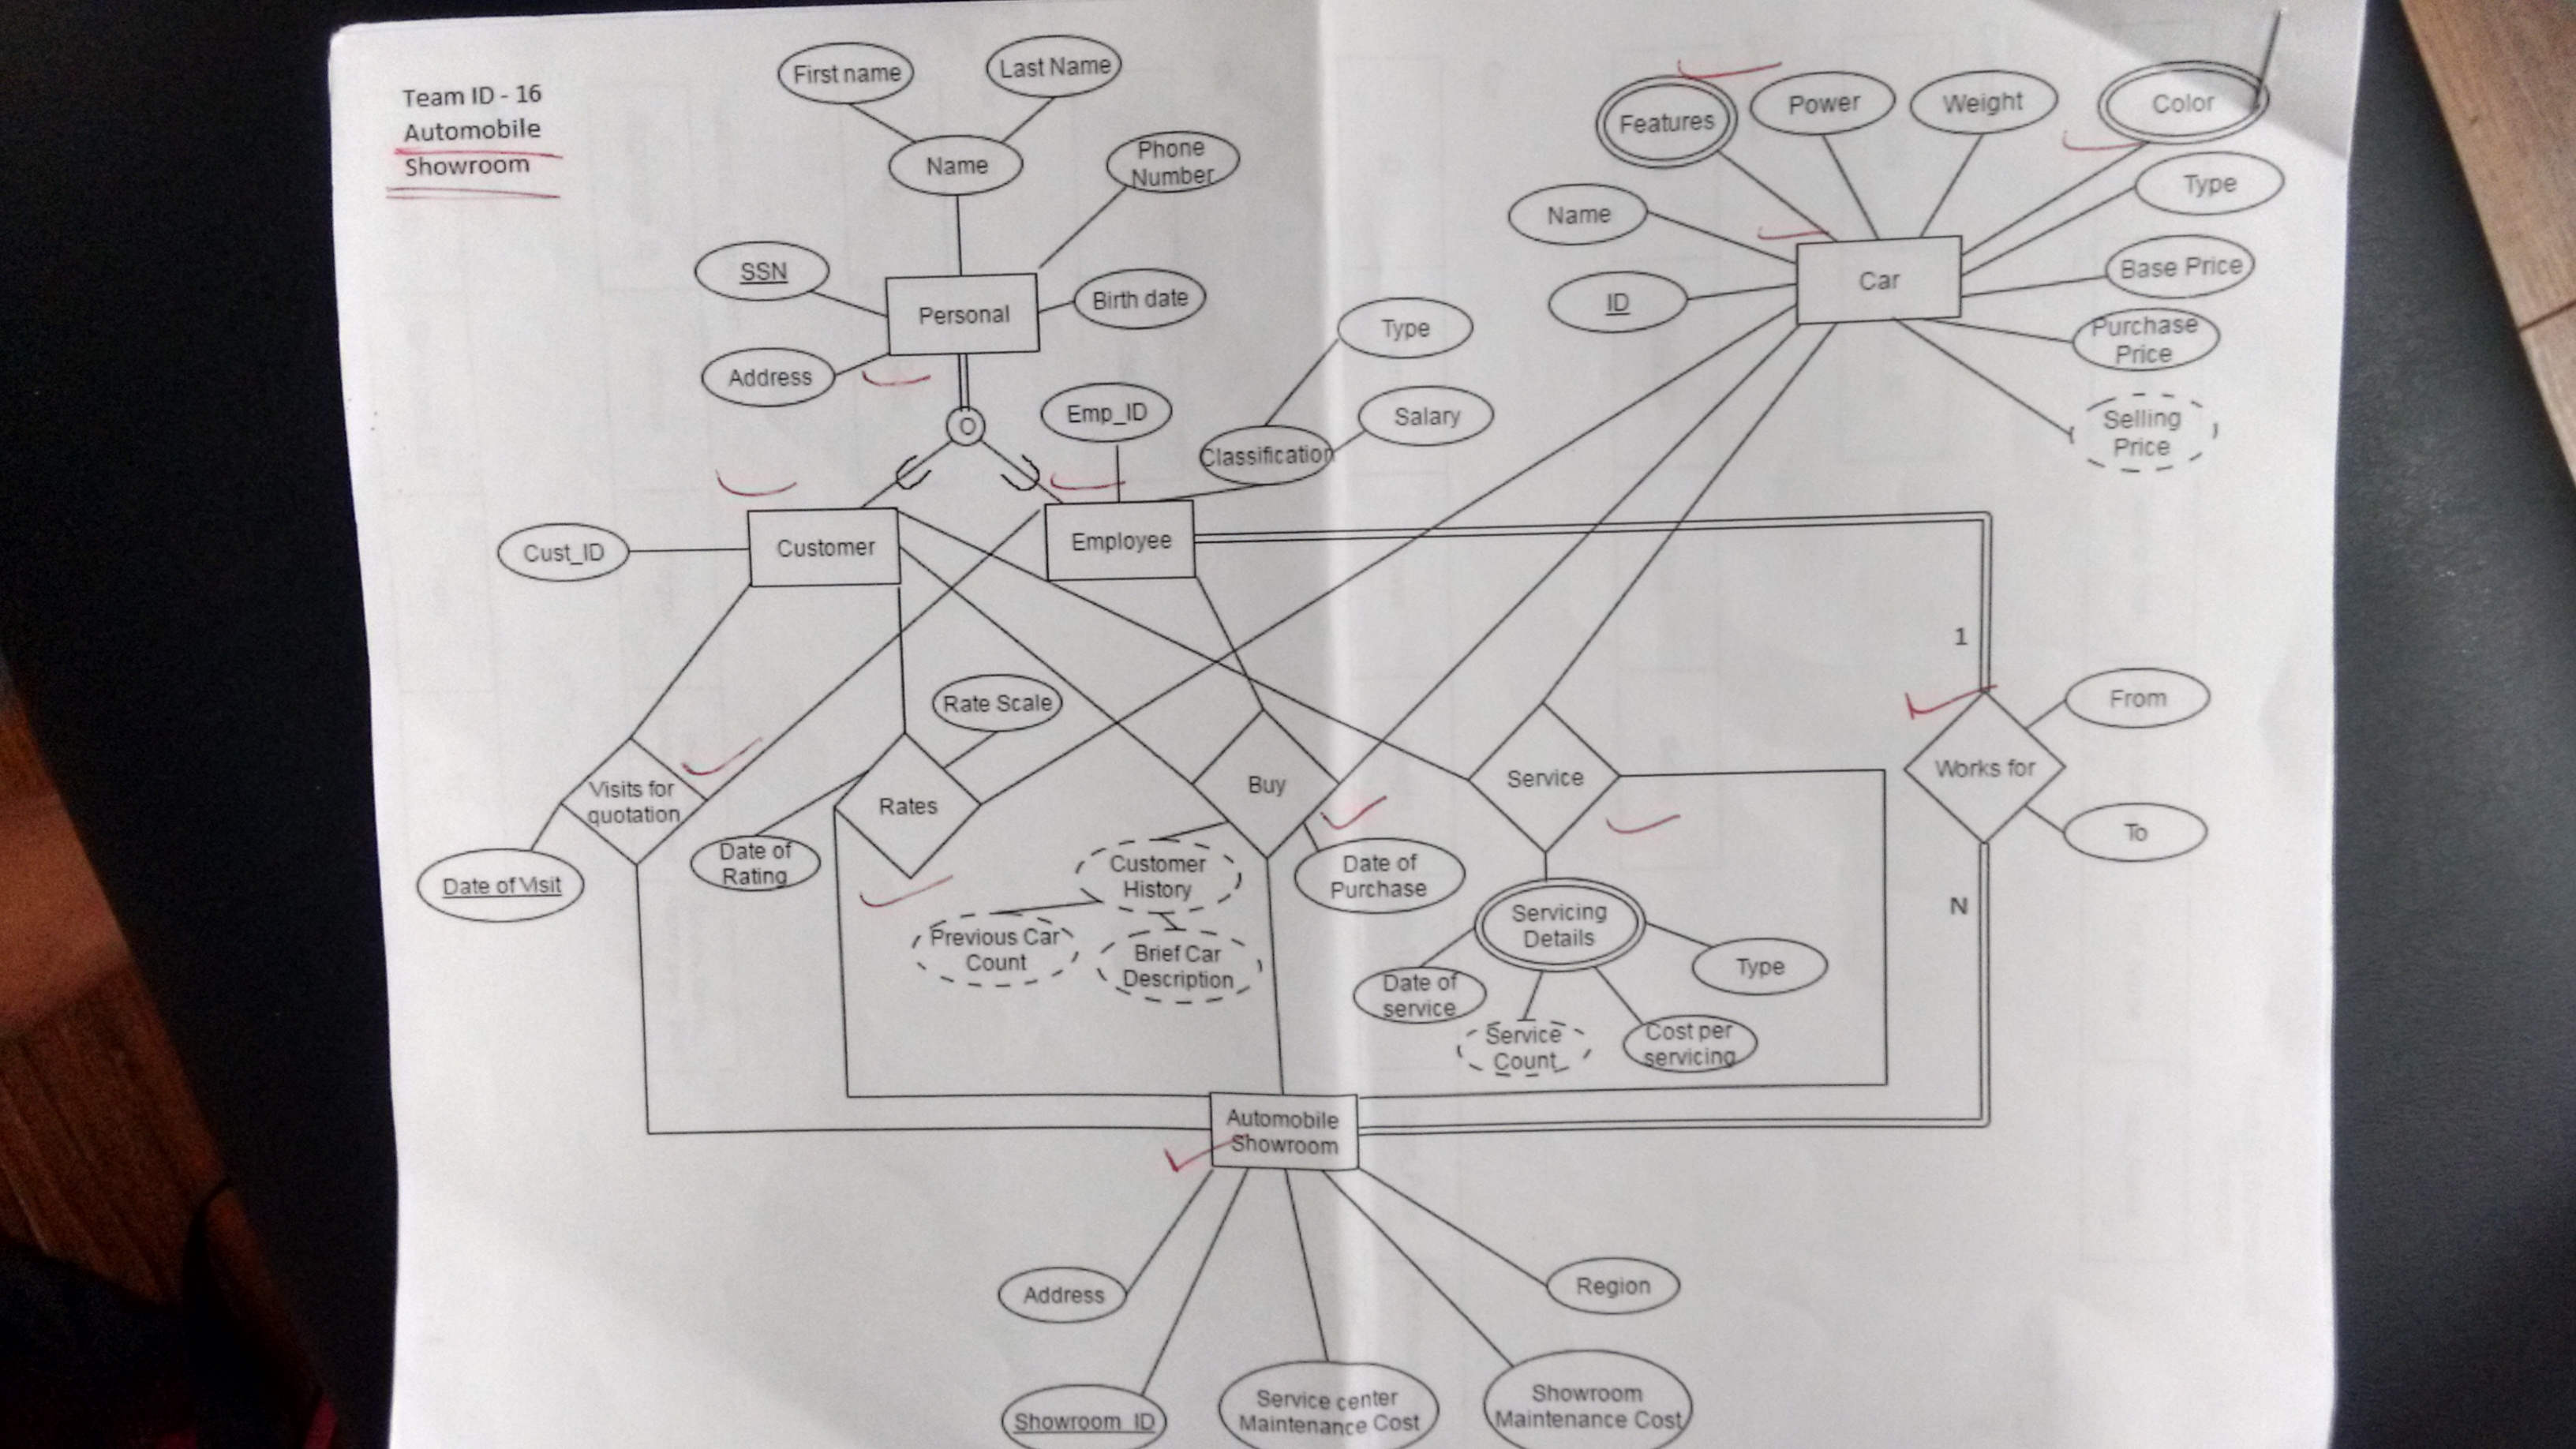 Team ID - 16
Automobile
Showroom
First name
Last Name
Name
Phone
Number
SSN
Personal
Birth date
Address
Features
Power
Weight
Color
Type
Name
Car
Base Price
ID
Purchase
Price
Selling
Price
Type
Salary
Emp_ID
Classification
O
Cust_ID
Customer
Employee
1
From
Works for
To
N
Rate Scale
Visits for
quotation
Rates
Buy
Service
Date of Visit
Date of
Rating
Customer
History
Date of
Purchase
Previous Car
Count
Brief Car
Description
Servicing
Details
Type
Date of
service
Service
Count
Cost per
servicing
Automobile
Showroom
Address
Region
Showroom_ID
Service center
Maintenance Cost
Showroom
Maintenance Cost